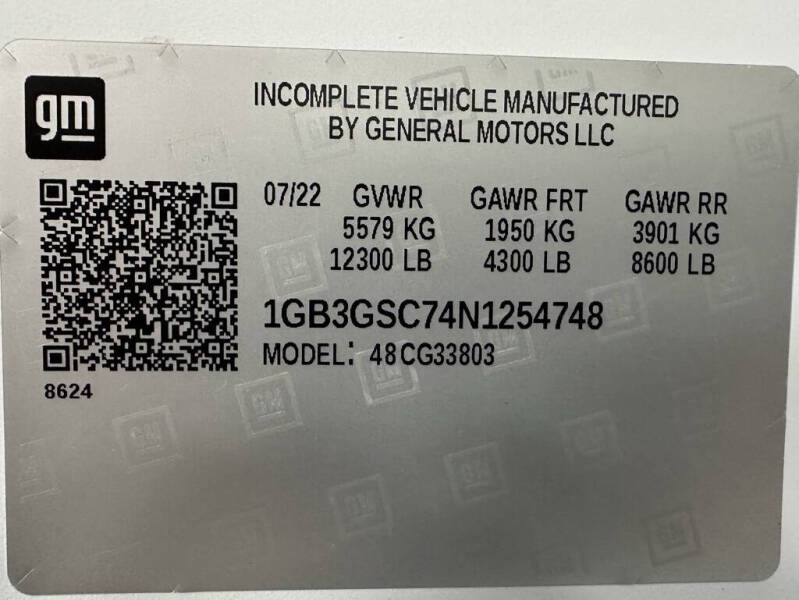 gm
INCOMPLETE VEHICLE MANUFACTURED
BY GENERAL MOTORS LLC
07/22 GVWR GAWR FRT GAWR RR
5579 KG 1950 KG 3901 KG
12300 LB 4300 LB 8600 LB
1GB3GSC74N1254748
MODEL: 48CG33803
8624